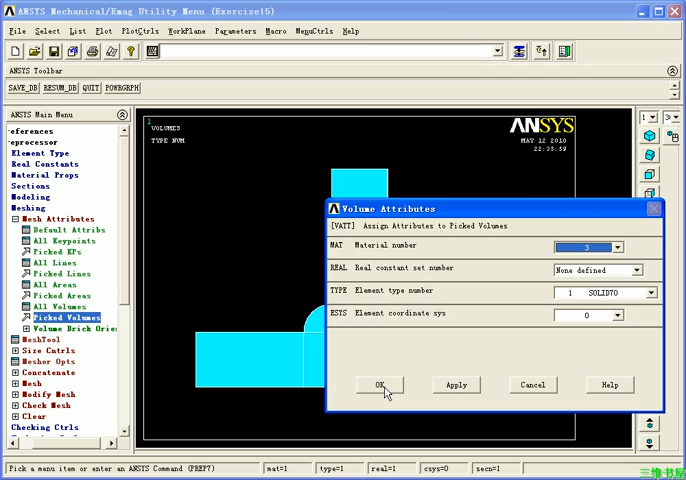 ANSYS Mechanical/Emag Utility Menu (Exercise15)
File Select List Plot PlotCtrls WorkPlane Parameters Macro MenuCtrls Help
ANSYS Toolbar
SAVE_DB RESUM_DB QUIT POWRGRPH
ANSYS Main Menu
eferences
eprocessor
Element Type
Real Constants
Material Props
Sections
Modeling
Meshing
Mesh Attributes
Default Attribs
All Keypoints
Picked KPs
All Lines
Picked Lines
All Areas
Picked Areas
All Volumes
Picked Volumes
Volume Brick Orie
MeshTool
Size Cntrls
Mesher Opts
Concatenate
Mesh
Modify Mesh
Check Mesh
Clear
Checking Ctrls
1
VOLUMES
TYPE NUM
ANSYS
MAY 12 2010
22:35:59
1
3
Volume Attributes
[VATT] Assign Attributes to Picked Volumes
MAT Material number 3
REAL Real constant set number None defined
TYPE Element type number 1 SOLID70
ESYS Element coordinate sys 0
OK Apply Cancel Help
Pick a menu item or enter an ANSYS Command (PREP7) mat=1 type=1 real=1 csys=0 secn=1
三维书屋